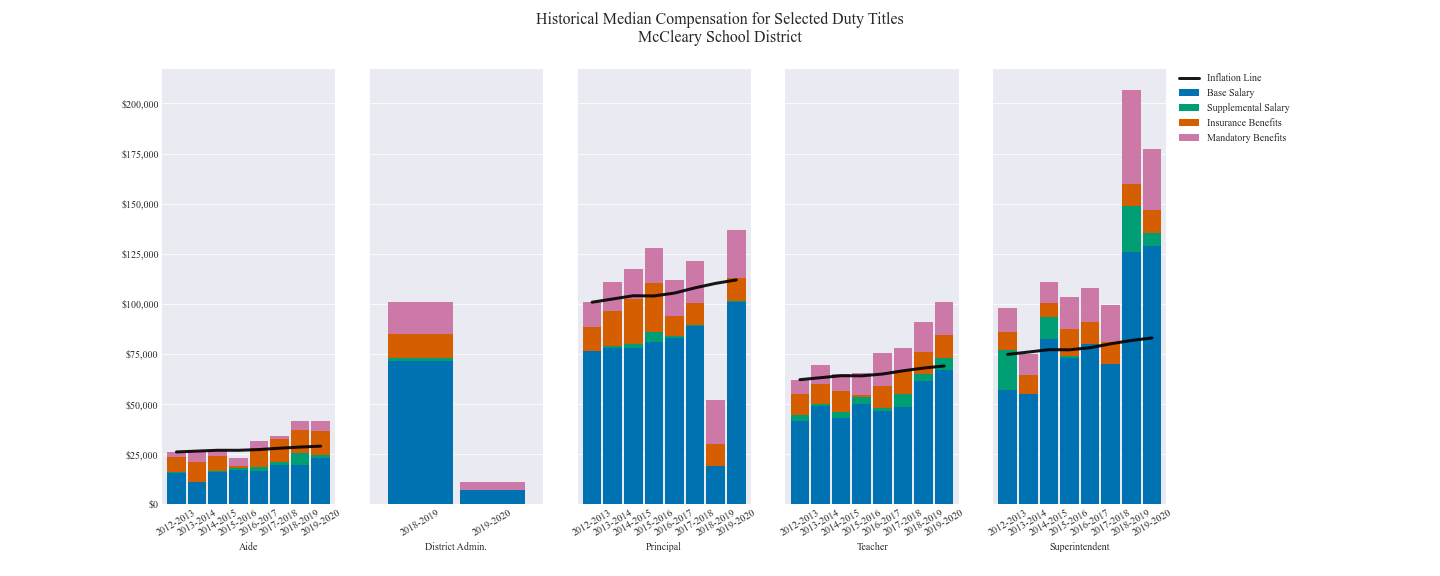 Historical Median Compensation for Selected Duty Titles
McCleary School District
Inflation Line
Base Salary
Supplemental Salary
Insurance Benefits
Mandatory Benefits
$200,000
$175,000
$150,000
$125,000
$100,000
$75,000
$50,000
$25,000
$0
2012-2013 2013-2014 2014-2015 2015-2016 2016-2017 2017-2018 2018-2019 2019-2020
Aide
2018-2019 2019-2020
District Admin.
2012-2013 2013-2014 2014-2015 2015-2016 2016-2017 2017-2018 2018-2019 2019-2020
Principal
2012-2013 2013-2014 2014-2015 2015-2016 2016-2017 2017-2018 2018-2019 2019-2020
Teacher
2012-2013 2013-2014 2014-2015 2015-2016 2016-2017 2017-2018 2018-2019 2019-2020
Superintendent